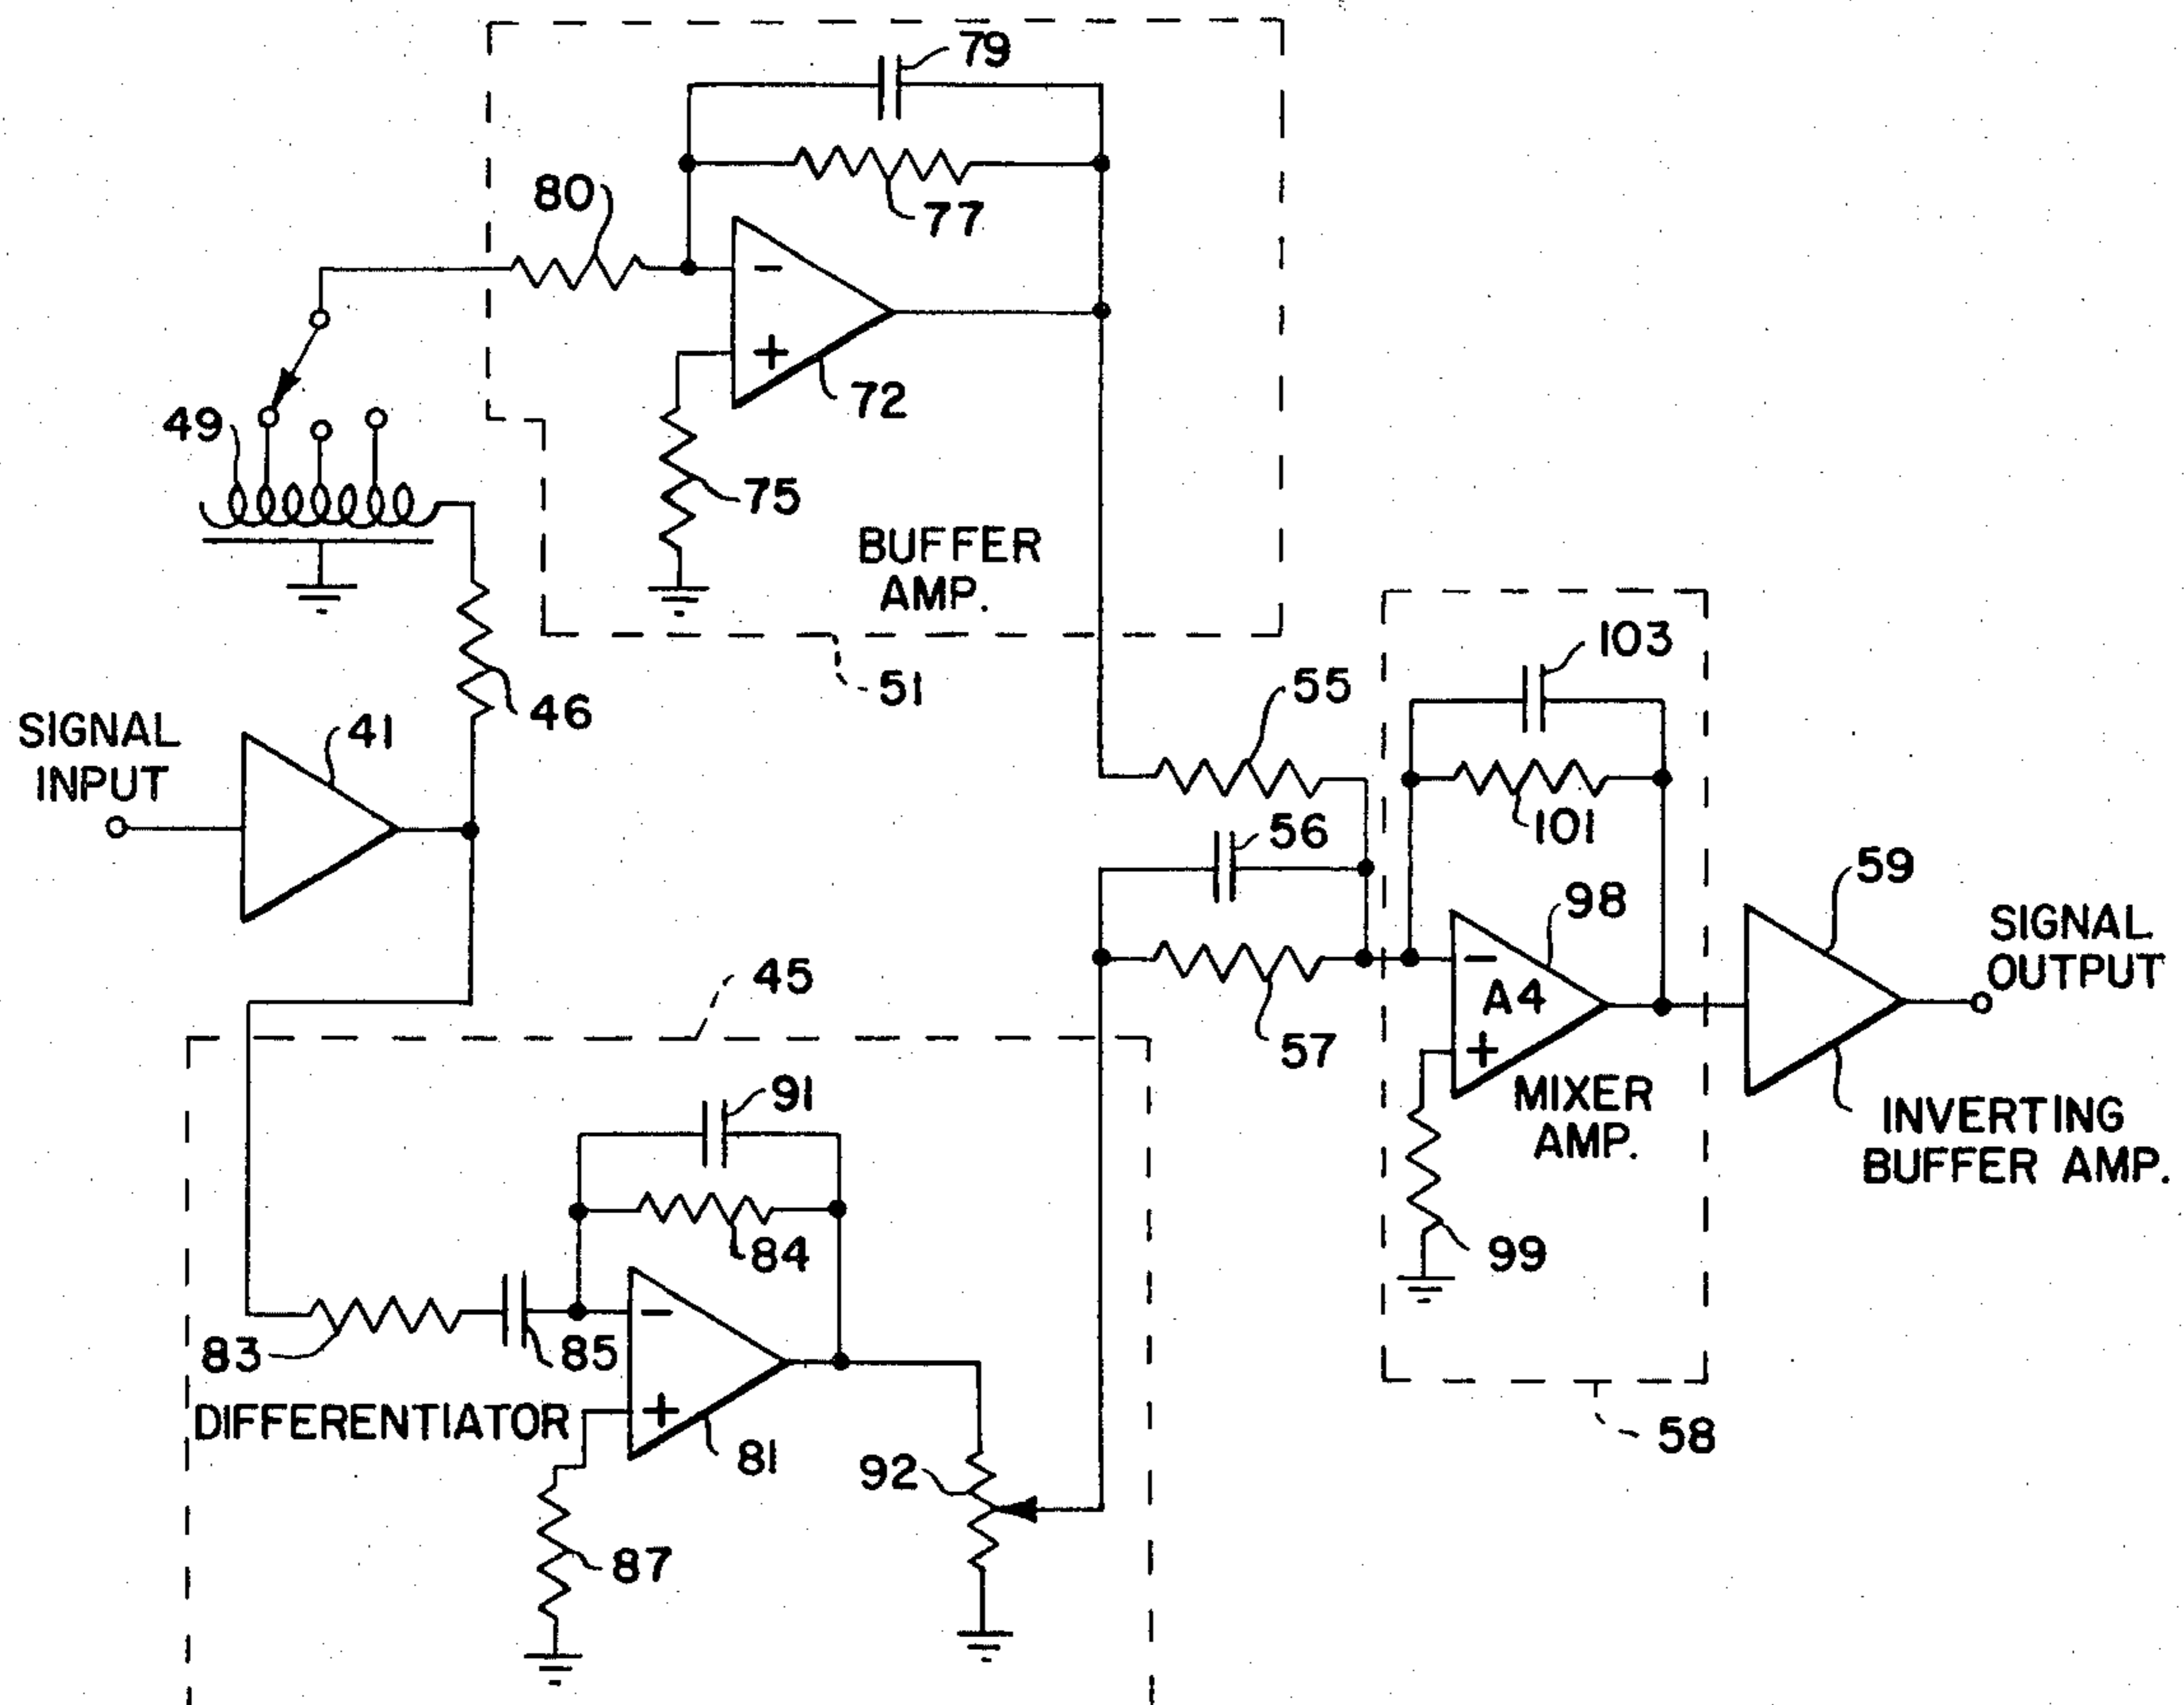 79
80
77
72
49
75
BUFFER
AMP.
51
46
SIGNAL
INPUT
41
55
103
101
56
59
98
SIGNAL
OUTPUT
45
57
-
+
A4
MIXER
AMP.
INVERTING
BUFFER AMP.
91
84
99
83
85
DIFFERENTIATOR
81
92
58
87